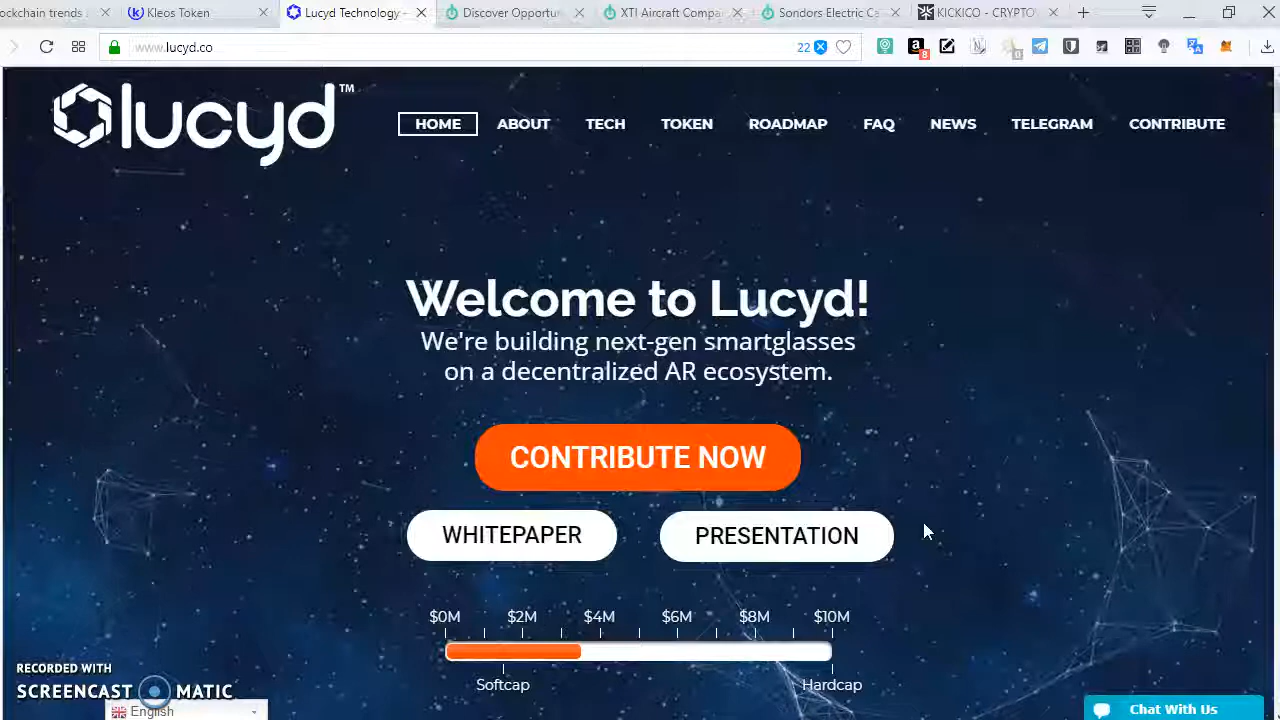 ckchain trends
Kleos Token
Lucyd Technology -
Discover Opportu
XTI Aircraft Compa
Sondors Electric Ca
KICKICO - CRYPTOV
www.lucyd.co
22
lucyd™
HOME
ABOUT
TECH
TOKEN
ROADMAP
FAQ
NEWS
TELEGRAM
CONTRIBUTE
Welcome to Lucyd!
We're building next-gen smartglasses
on a decentralized AR ecosystem.
CONTRIBUTE NOW
WHITEPAPER
PRESENTATION
$0M $2M $4M $6M $8M $10M
Softcap
Hardcap
RECORDED WITH
SCREENCAST MATIC
English
Chat With Us